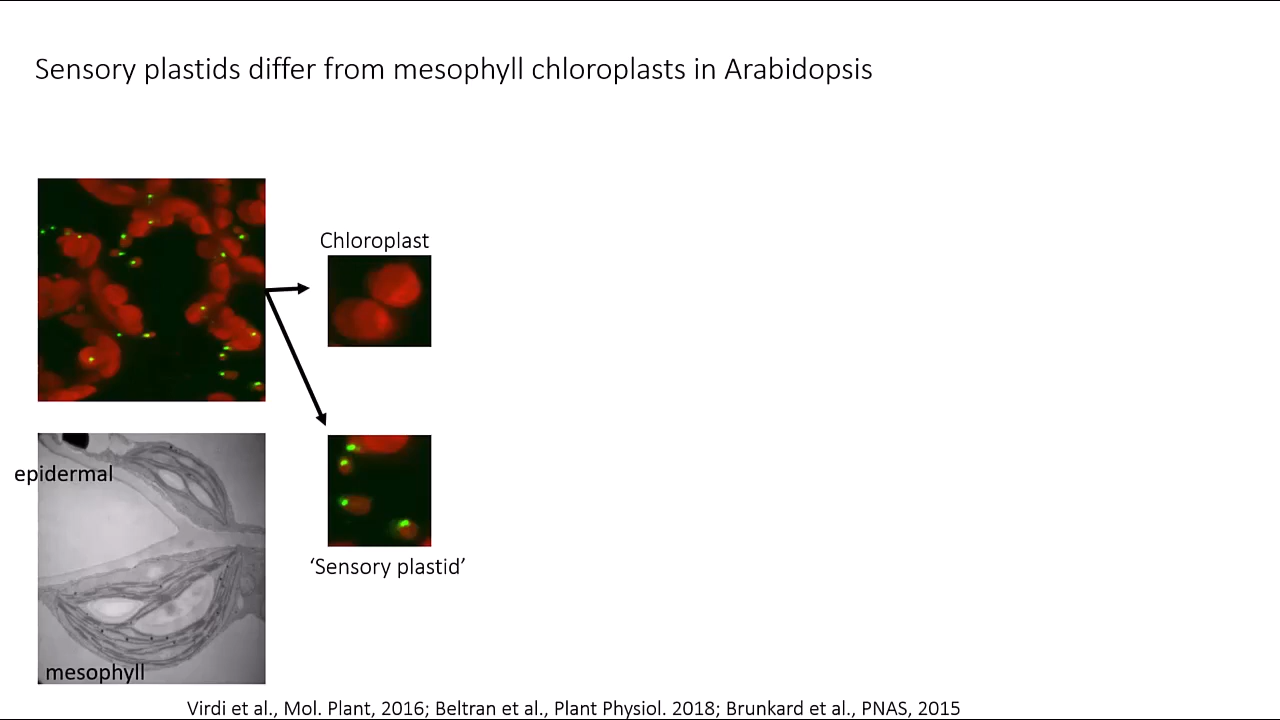 Sensory plastids differ from mesophyll chloroplasts in Arabidopsis
Chloroplast
epidermal
‘Sensory plastid’
mesophyll
Virdi et al., Mol. Plant, 2016; Beltran et al., Plant Physiol. 2018; Brunkard et al., PNAS, 2015